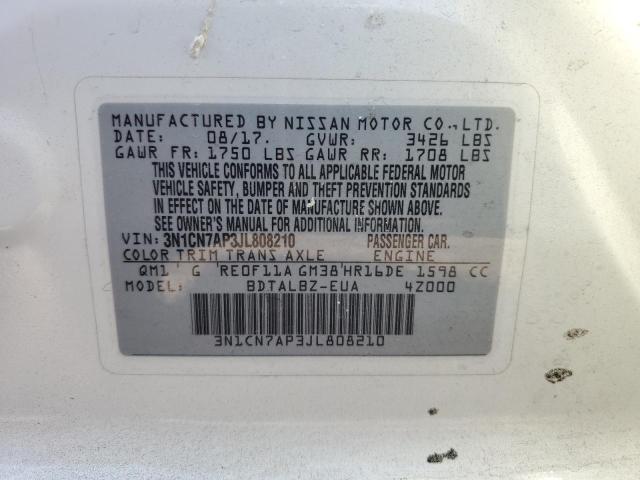 MANUFACTURED BY NISSAN MOTOR CO., LTD.
DATE: 08/17. GVWR: 3426 LBS
GAWR FR: 1750 LBS GAWR RR: 1708 LBS
THIS VEHICLE CONFORMS TO ALL APPLICABLE FEDERAL MOTOR
VEHICLE SAFETY, BUMPER AND THEFT PREVENTION STANDARDS
IN EFFECT ON THE DATE OF MANUFACTURE SHOWN ABOVE.
SEE OWNER'S MANUAL FOR ADDITIONAL INFORMATION.
VIN: 3N1CN7AP3JL808210 PASSENGER CAR.
COLOR TRIM TRANS AXLE ENGINE
QM1 G RE0F11A GM38 HR16DE 1598 CC
MODEL: BDTALBZ-EUA 4Z000
3N1CN7AP3JL808210